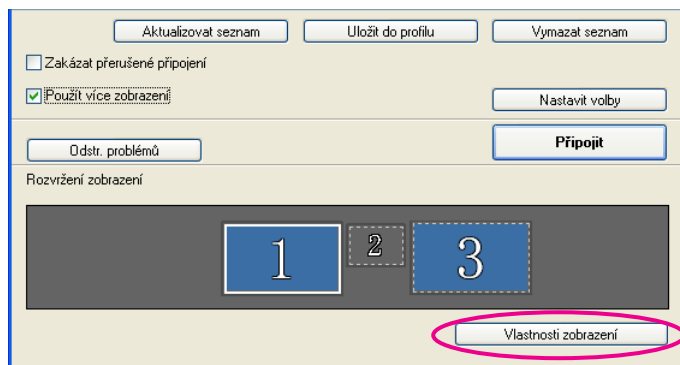 Aktualizovat seznam Uložit do profilu Vymazat seznam
Zakázat přerušené připojení
Použít více zobrazení
Nastavit volby
Odstr. problémů
Připojit
Rozvržení zobrazení
1 2 3
Vlastnosti zobrazení